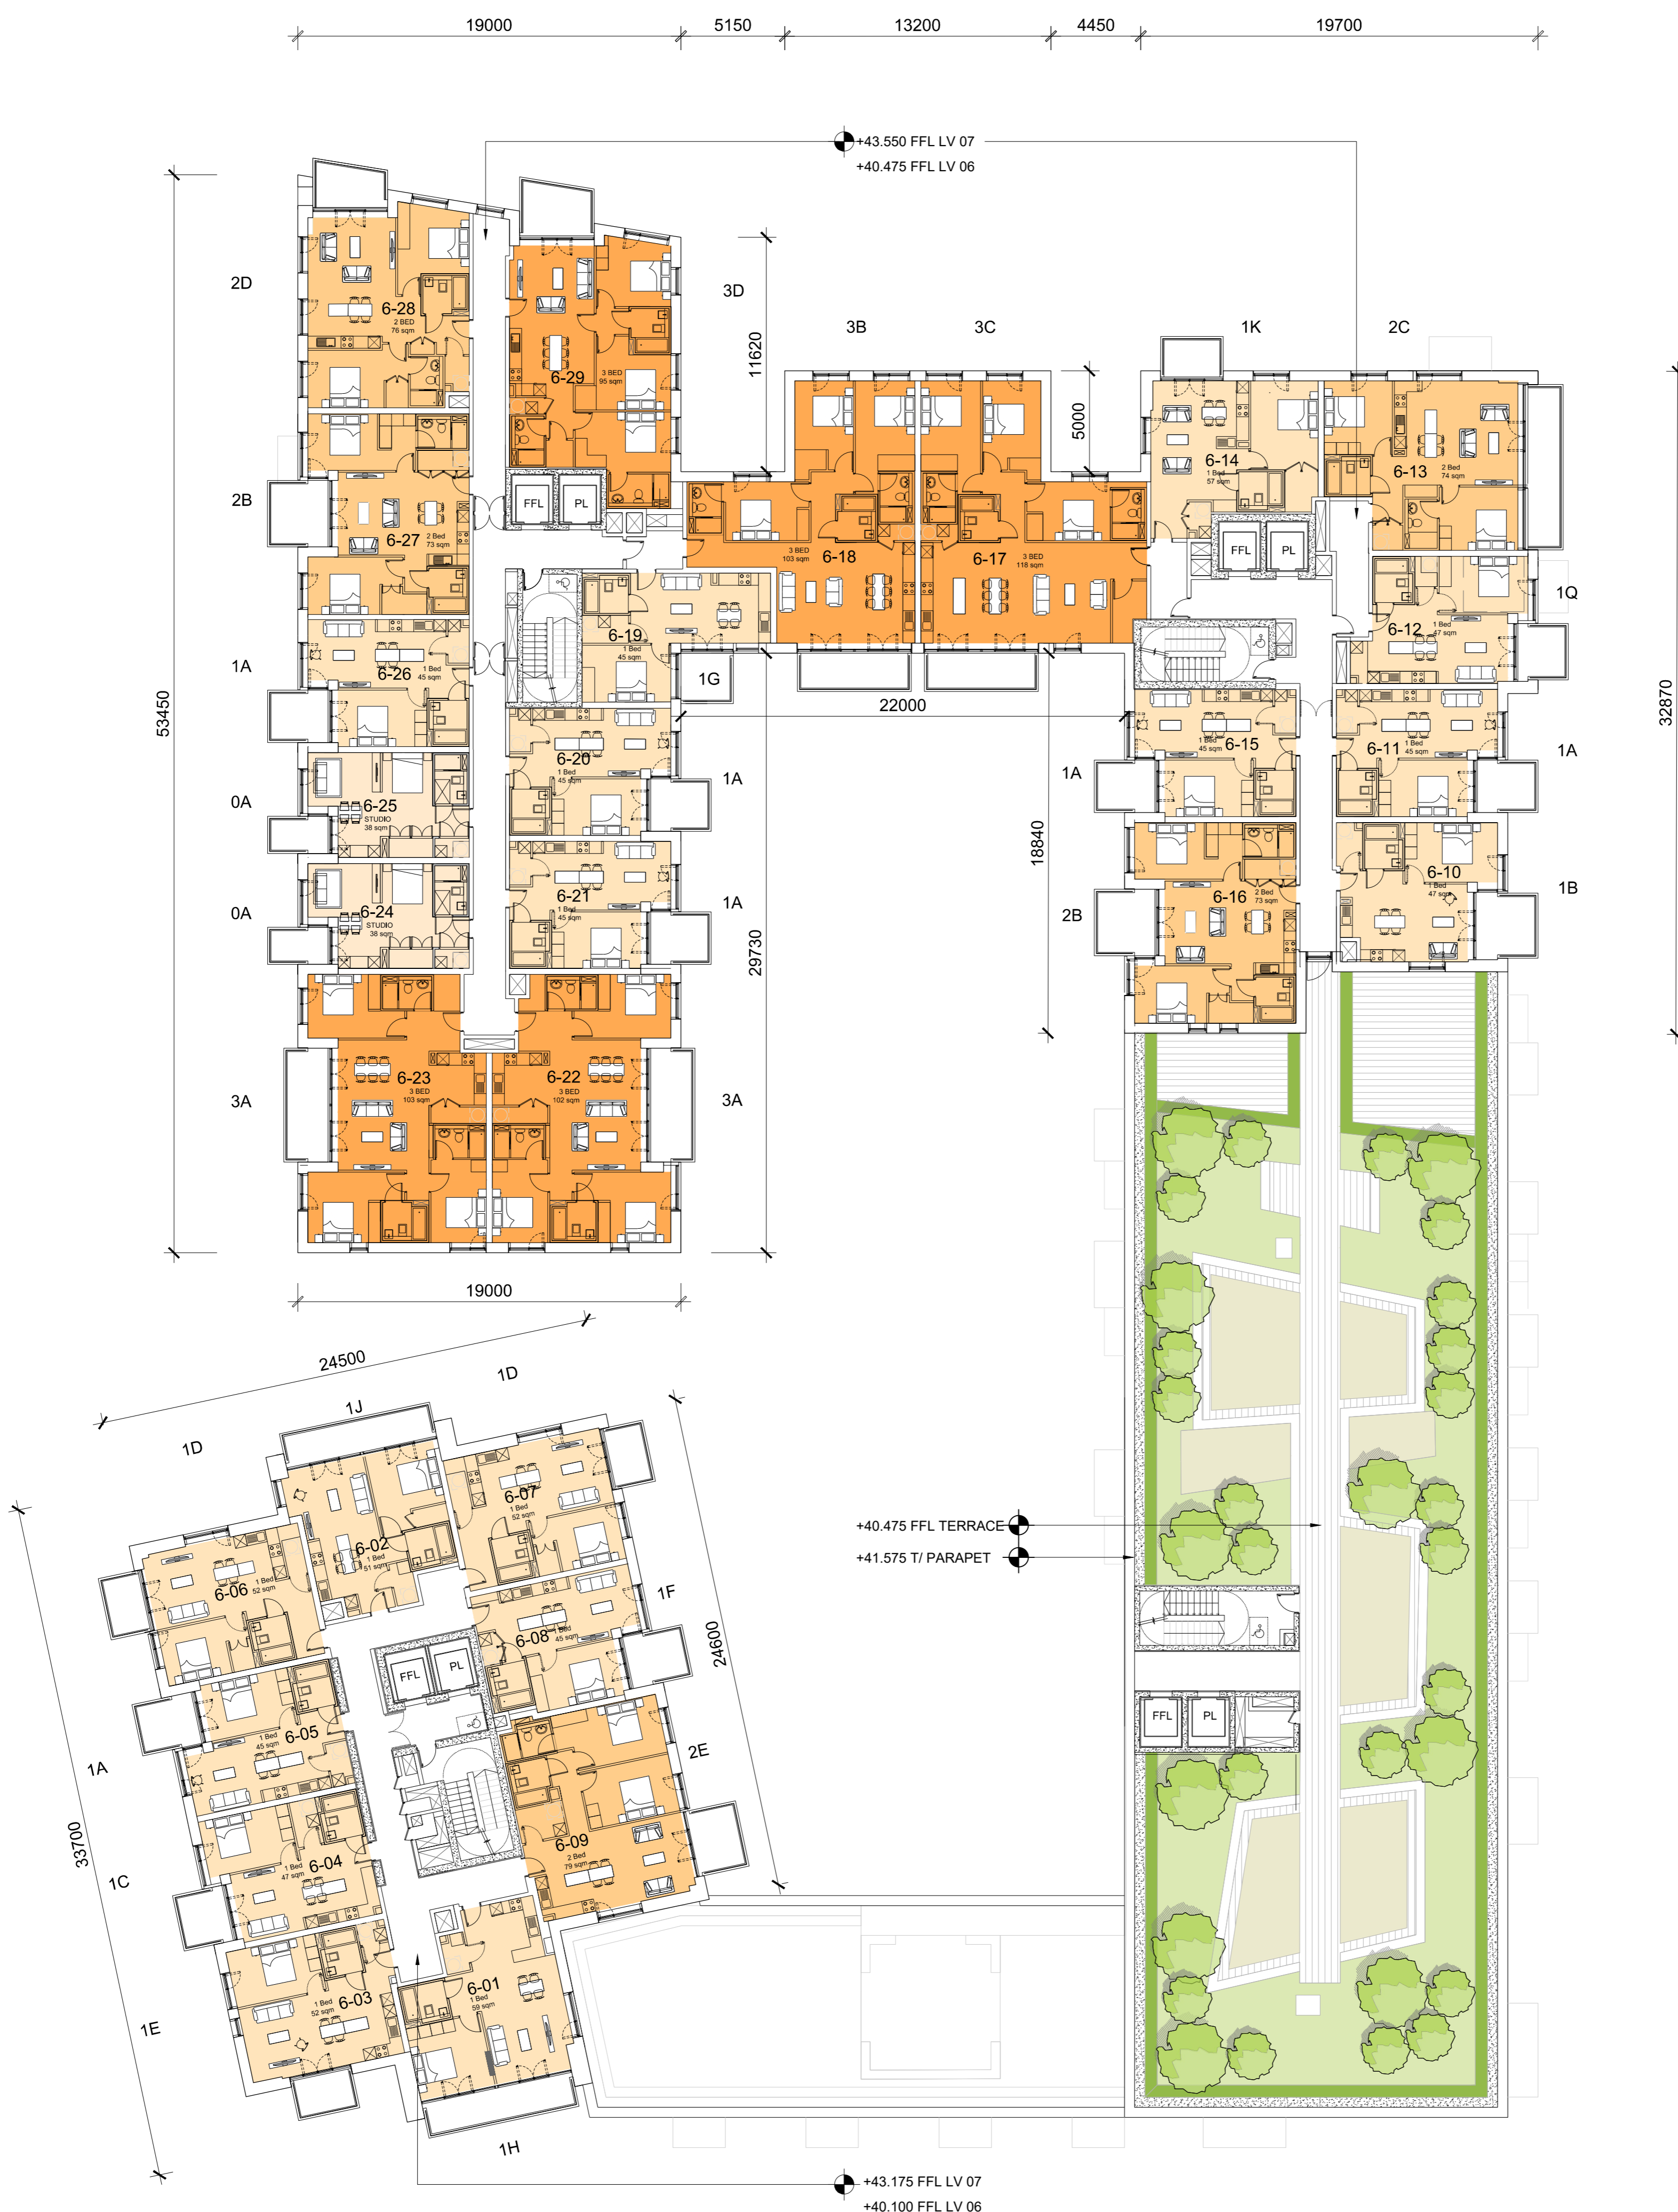 19000
5150
13200
4450
19700
+43.550 FFL LV 07
+40.475 FFL LV 06
2D
6-28
2 BED
76 sqm
6-29
3 BED
95 sqm
3D
11620
3B
3C
5000
1K
2C
6-14
1 Bed
57 sqm
6-13
2 Bed
74 sqm
2B
6-27
2 Bed
73 sqm
FFL
PL
6-18
3 BED
103 sqm
6-17
3 BED
118 sqm
FFL
PL
1Q
6-12
1 Bed
47 sqm
53450
32870
1A
6-26
1 Bed
45 sqm
6-19
1 Bed
45 sqm
1G
22000
6-20
1 Bed
45 sqm
1A
1A
6-15
1 Bed
45 sqm
6-11
1 Bed
45 sqm
1A
0A
6-25
STUDIO
38 sqm
0A
6-24
STUDIO
38 sqm
6-21
1 Bed
45 sqm
1A
18840
29730
2B
6-16
2 Bed
73 sqm
6-10
1 Bed
47 sqm
1B
3A
6-23
3 BED
103 sqm
6-22
3 BED
102 sqm
3A
19000
24500
1D
1J
1D
6-07
1 Bed
52 sqm
6-02
1 Bed
51 sqm
6-06
1 Bed
52 sqm
+40.475 FFL TERRACE
+41.575 T/ PARAPET
1F
6-08
1 Bed
45 sqm
24600
FFL
PL
6-05
1 Bed
45 sqm
1A
FFL
PL
2E
6-09
2 Bed
79 sqm
33700
1C
6-04
1 Bed
47 sqm
6-03
1 Bed
52 sqm
1E
6-01
1 Bed
59 sqm
1H
+43.175 FFL LV 07
+40.100 FFL LV 06